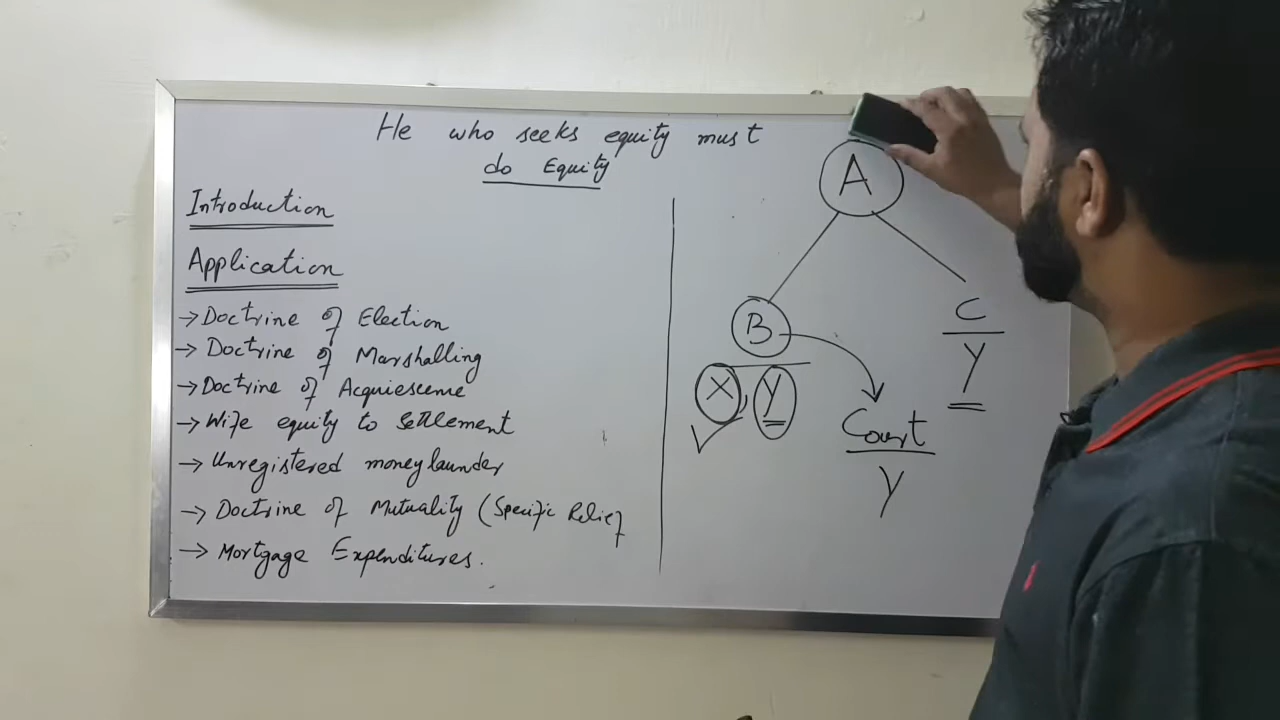 He who seeks equity must
do Equity
Introduction
Application
→ Doctrine of Election
→ Doctrine of Marshalling
→ Doctrine of Acquiesceme
→ Wife equity to Settlement
→ Unregistered money launder
→ Doctrine of Mutuality (Specific Relief
→ Mortgage Expenditures.
A
B
C
X, Y
Y
Court
Y